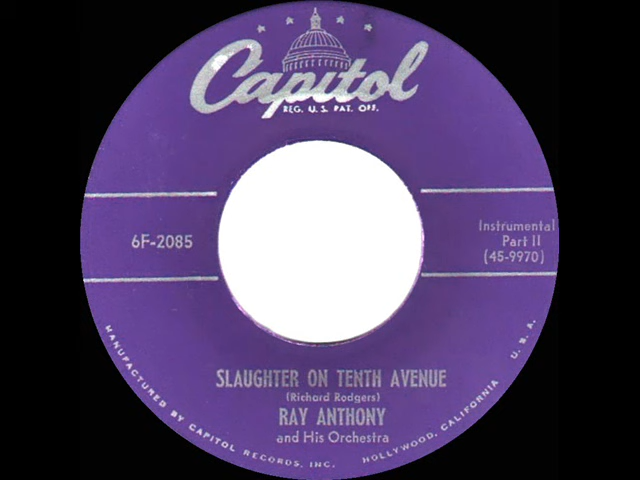 Capitol
REG. U.S. PAT. OFF.
6F-2085
Instrumental
Part II
(45-9970)
SLAUGHTER ON TENTH AVENUE
(Richard Rodgers)
RAY ANTHONY
and His Orchestra
MANUFACTURED BY CAPITOL RECORDS, INC. HOLLYWOOD, CALIFORNIA U. S. A.